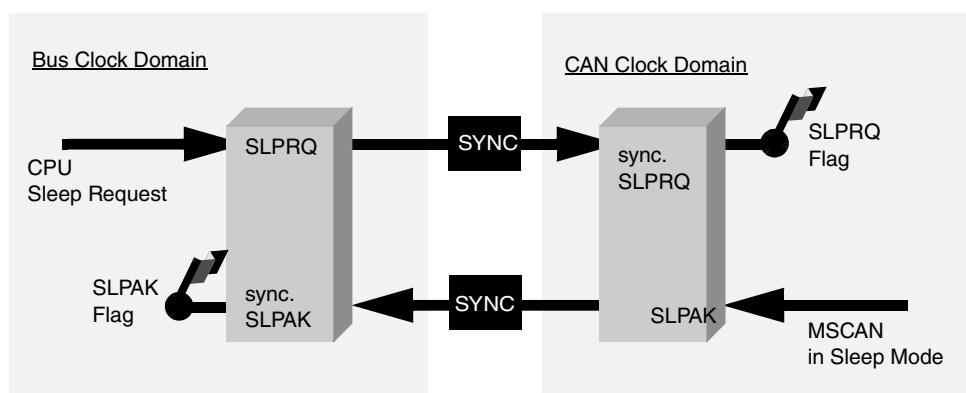 Bus Clock Domain
CAN Clock Domain
SLPRQ
SYNC
sync.
SLPRQ
SLPRQ
Flag
CPU
Sleep Request
SLPAK
Flag
sync.
SLPAK
SYNC
SLPAK
MSCAN
in Sleep Mode